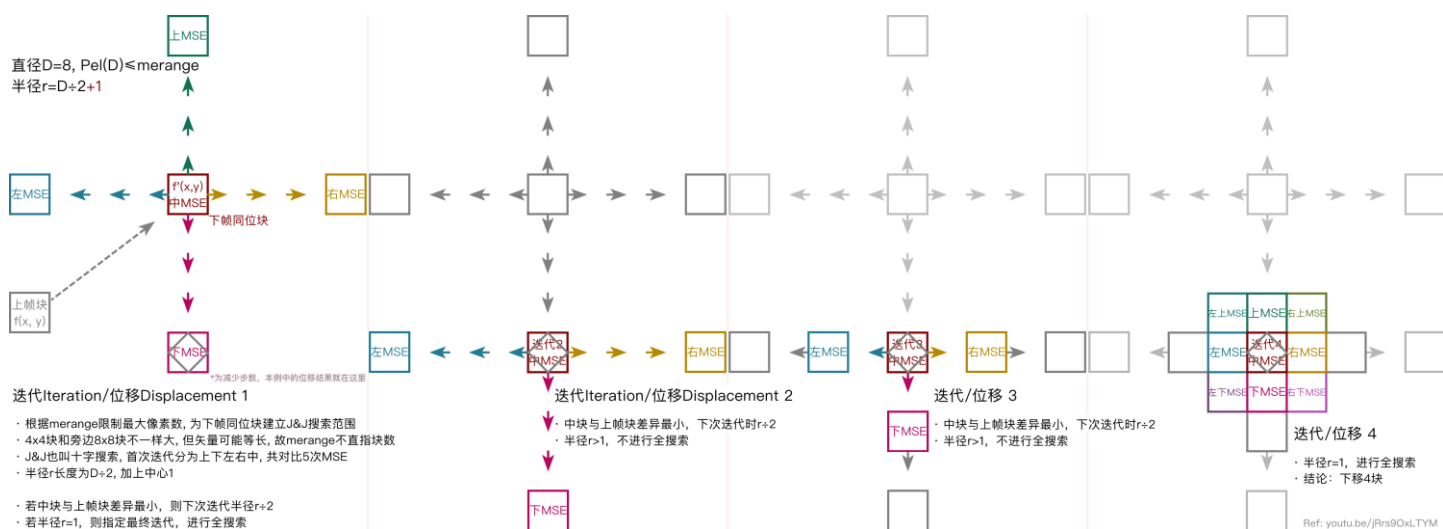 上MSE
直径D=8, Pel(D)≤merange
半径r=D÷2+1
左MSE
f'(x,y)
中MSE
右MSE
下帧同位块
上帧块
f(x, y)
下MSE
*为减少步数，本例中的位移结果就在这里
左MSE
迭代2
中MSE
右MSE
下MSE
左MSE
迭代3
中MSE
右MSE
下MSE
左上MSE
上MSE
右上MSE
左MSE
迭代4
中MSE
右MSE
左下MSE
下MSE
右下MSE
迭代Iteration/位移Displacement 1
· 根据merange限制最大像素数, 为下帧同位块建立J&J搜索范围
· 4x4块和旁边8x8块不一样大, 但矢量可能等长, 故merange不直指块数
· J&J也叫十字搜索, 首次迭代分为上下左右中, 共对比5次MSE
· 半径r长度为D÷2, 加上中心1
· 若中块与上帧块差异最小，则下次迭代半径r÷2
· 若半径r=1，则指定最终迭代，进行全搜索
迭代Iteration/位移Displacement 2
· 中块与上帧块差异最小，下次迭代时r÷2
· 半径r>1，不进行全搜索
迭代/位移 3
· 中块与上帧块差异最小，下次迭代时r÷2
· 半径r>1，不进行全搜索
迭代/位移 4
· 半径r=1，进行全搜索
· 结论：下移4块
Ref: youtu.be/jRrs9OxLTYM